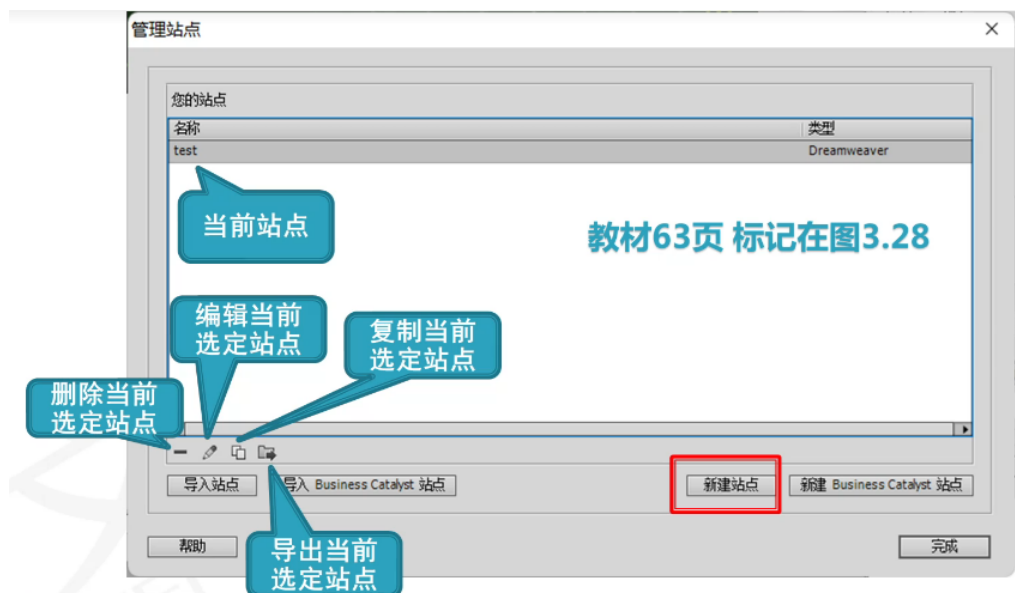 管理站点
您的站点
名称 类型
test Dreamweaver
当前站点
教材63页 标记在图3.28
编辑当前
选定站点
复制当前
选定站点
删除当前
选定站点
导入站点 导入 Business Catalyst 站点 新建站点 新建 Business Catalyst 站点
帮助 完成
导出当前
选定站点